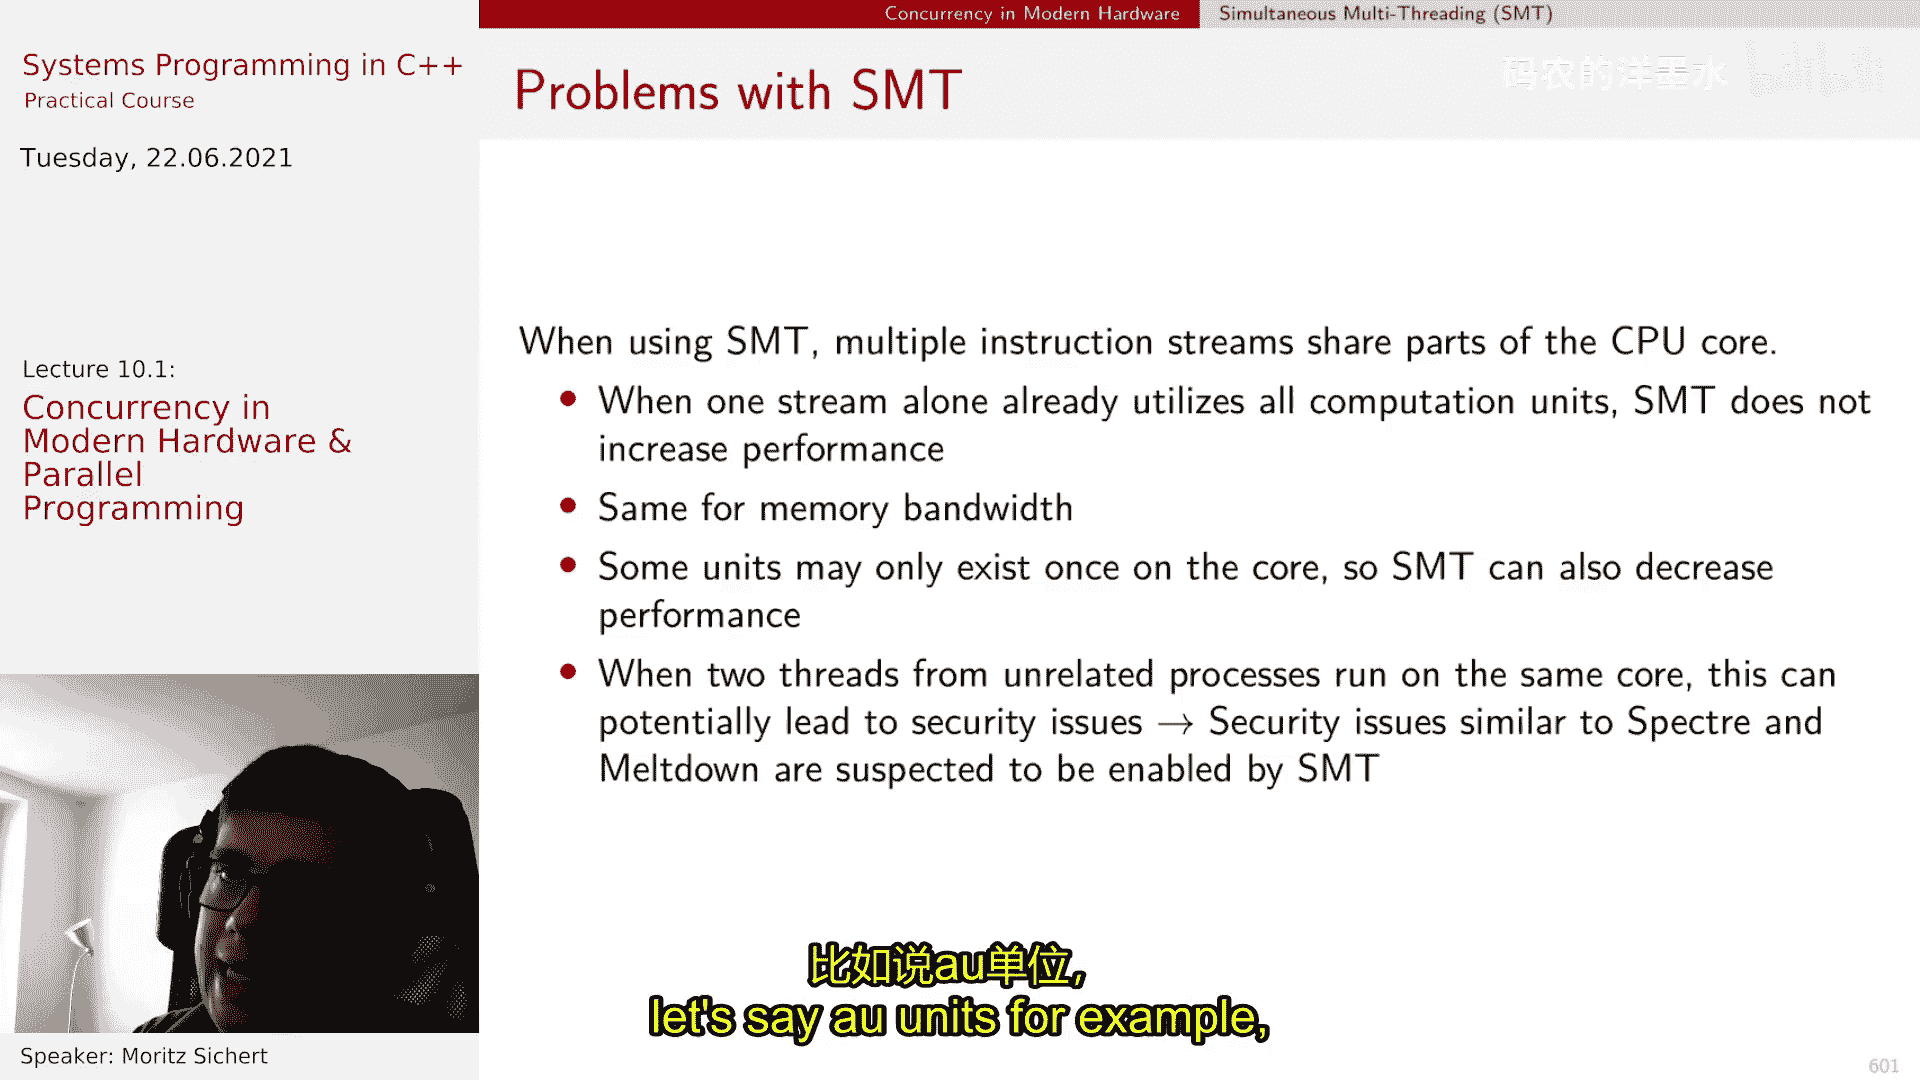 Concurrency in Modern Hardware
Simultaneous Multi-Threading (SMT)
Systems Programming in C++
Practical Course
Tuesday, 22.06.2021
Lecture 10.1:
Concurrency in
Modern Hardware &
Parallel
Programming
Speaker: Moritz Sichert
Problems with SMT
码农的洋墨水
When using SMT, multiple instruction streams share parts of the CPU core.
• When one stream alone already utilizes all computation units, SMT does not
increase performance
• Same for memory bandwidth
• Some units may only exist once on the core, so SMT can also decrease
performance
• When two threads from unrelated processes run on the same core, this can
potentially lead to security issues → Security issues similar to Spectre and
Meltdown are suspected to be enabled by SMT
比如说au单位,
let's say au units for example,
601